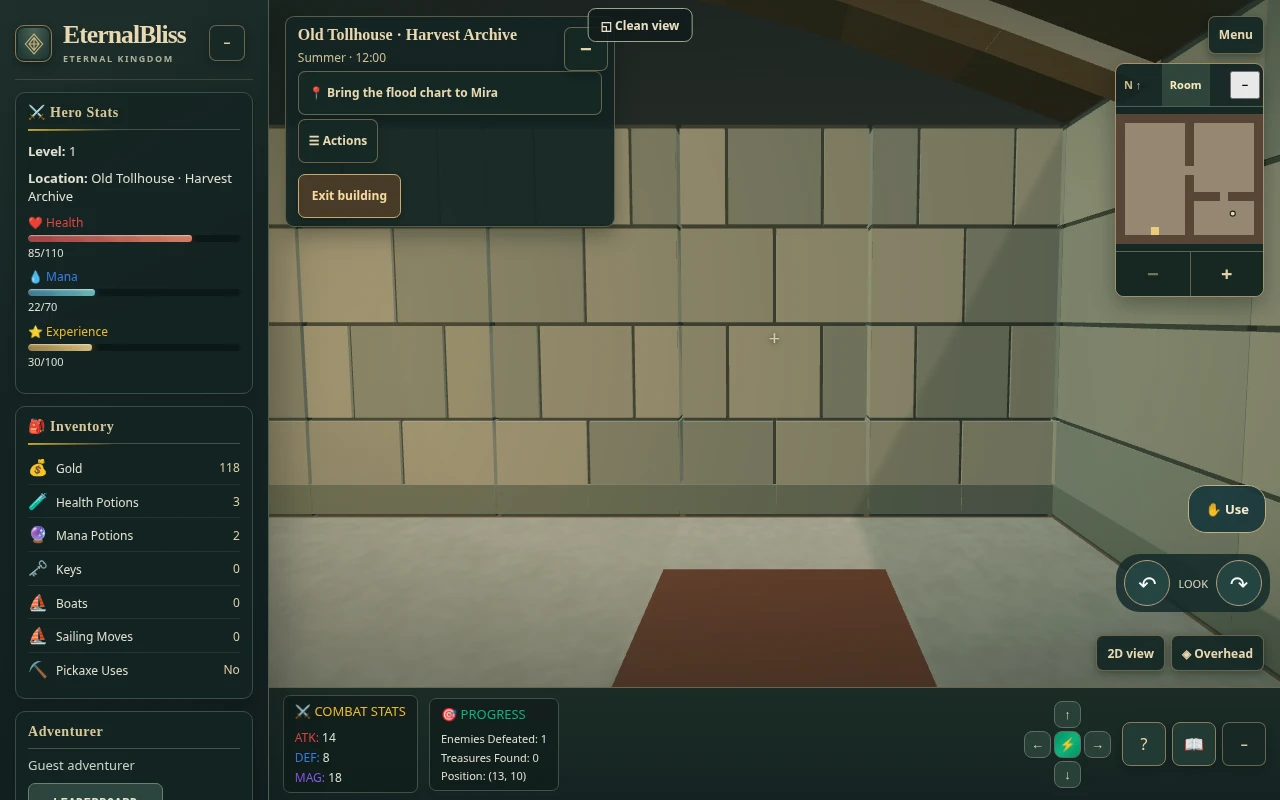 EternalBliss
ETERNAL KINGDOM
–
⚔️ Hero Stats
Level: 1
Location: Old Tollhouse · Harvest
Archive
❤️ Health
85/110
💧 Mana
22/70
⭐ Experience
30/100
🎒 Inventory
💰 Gold 118
🧪 Health Potions 3
🔮 Mana Potions 2
🗝️ Keys 0
⛵ Boats 0
⛵ Sailing Moves 0
⛏️ Pickaxe Uses No
Adventurer
Guest adventurer
LEADERBOARD
Old Tollhouse · Harvest Archive
Summer · 12:00
–
◱ Clean view
📍 Bring the flood chart to Mira
☰ Actions
Exit building
+
Menu
N ↑ Room –
− +
✋ Use
↶ LOOK ↷
2D view ◈ Overhead
⚔️ COMBAT STATS
ATK: 14
DEF: 8
MAG: 18
🎯 PROGRESS
Enemies Defeated: 1
Treasures Found: 0
Position: (13, 10)
↑
← ⚡ →
↓
? 📖 –